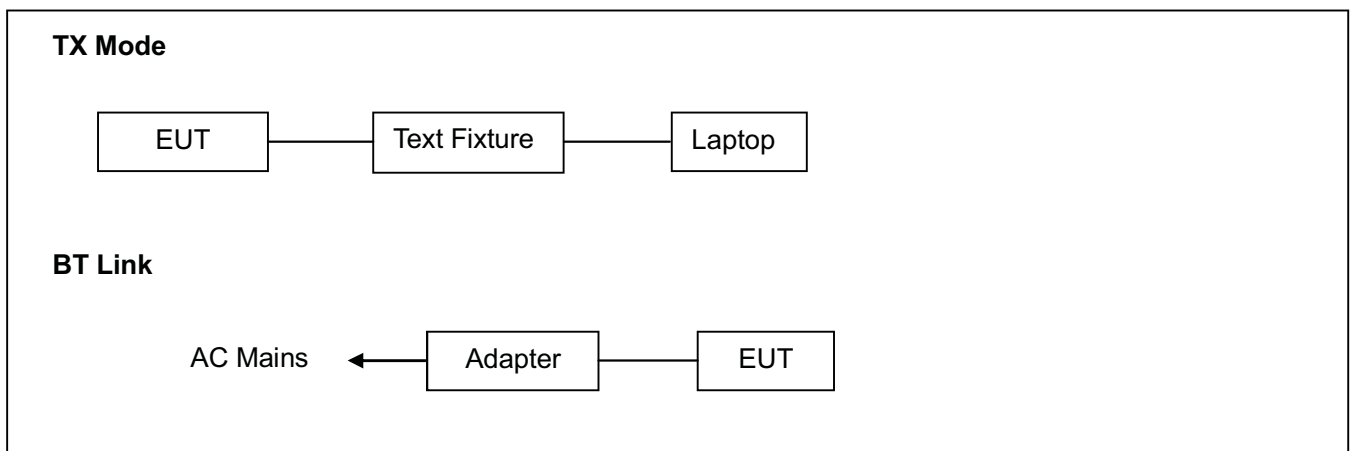 TX Mode
EUT Text Fixture Laptop
BT Link
AC Mains Adapter EUT